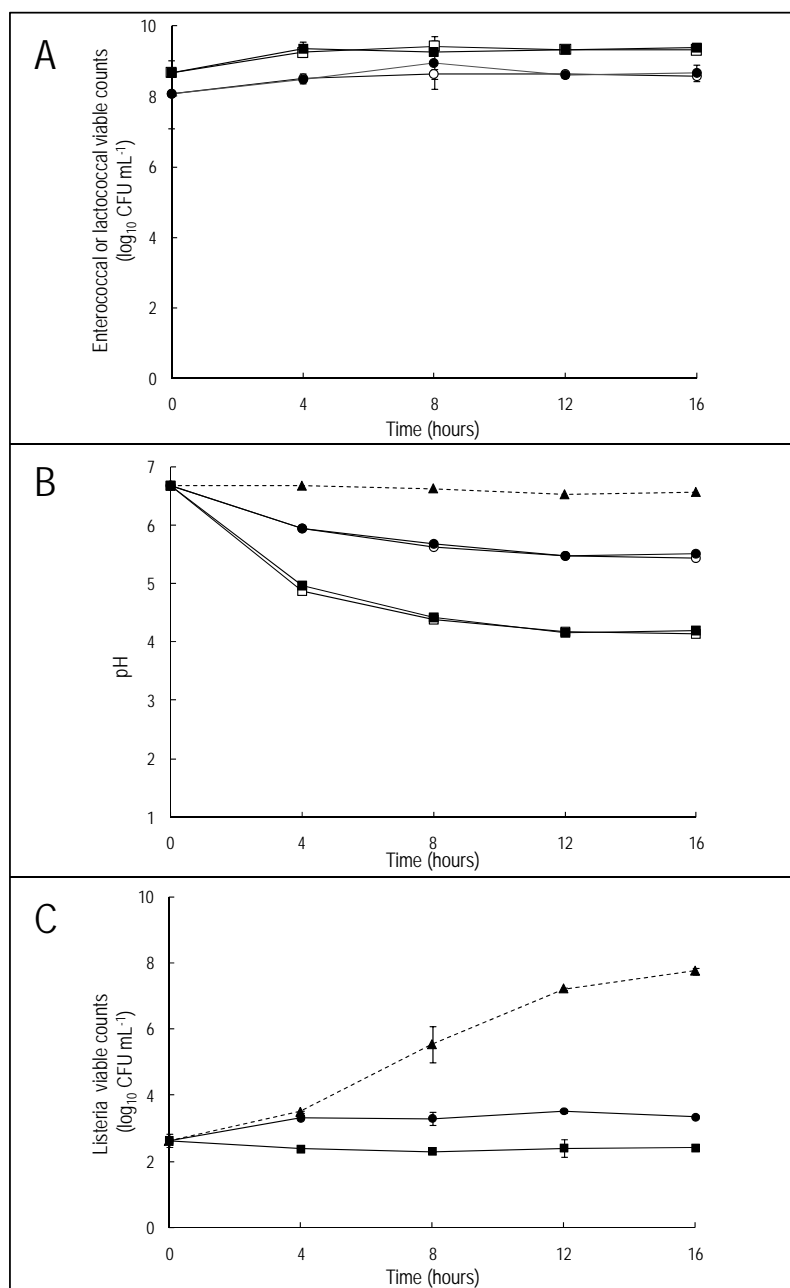 A
Enterococcal or lactococcal viable counts
(log10 CFU mL-1)
10
8
6
4
2
0
0 4 8 12 16
Time (hours)
B
pH
7
6
5
4
3
2
1
0 4 8 12 16
Time (hours)
C
Listeria viable counts
(log10 CFU mL-1)
10
8
6
4
2
0
0 4 8 12 16
Time (hours)